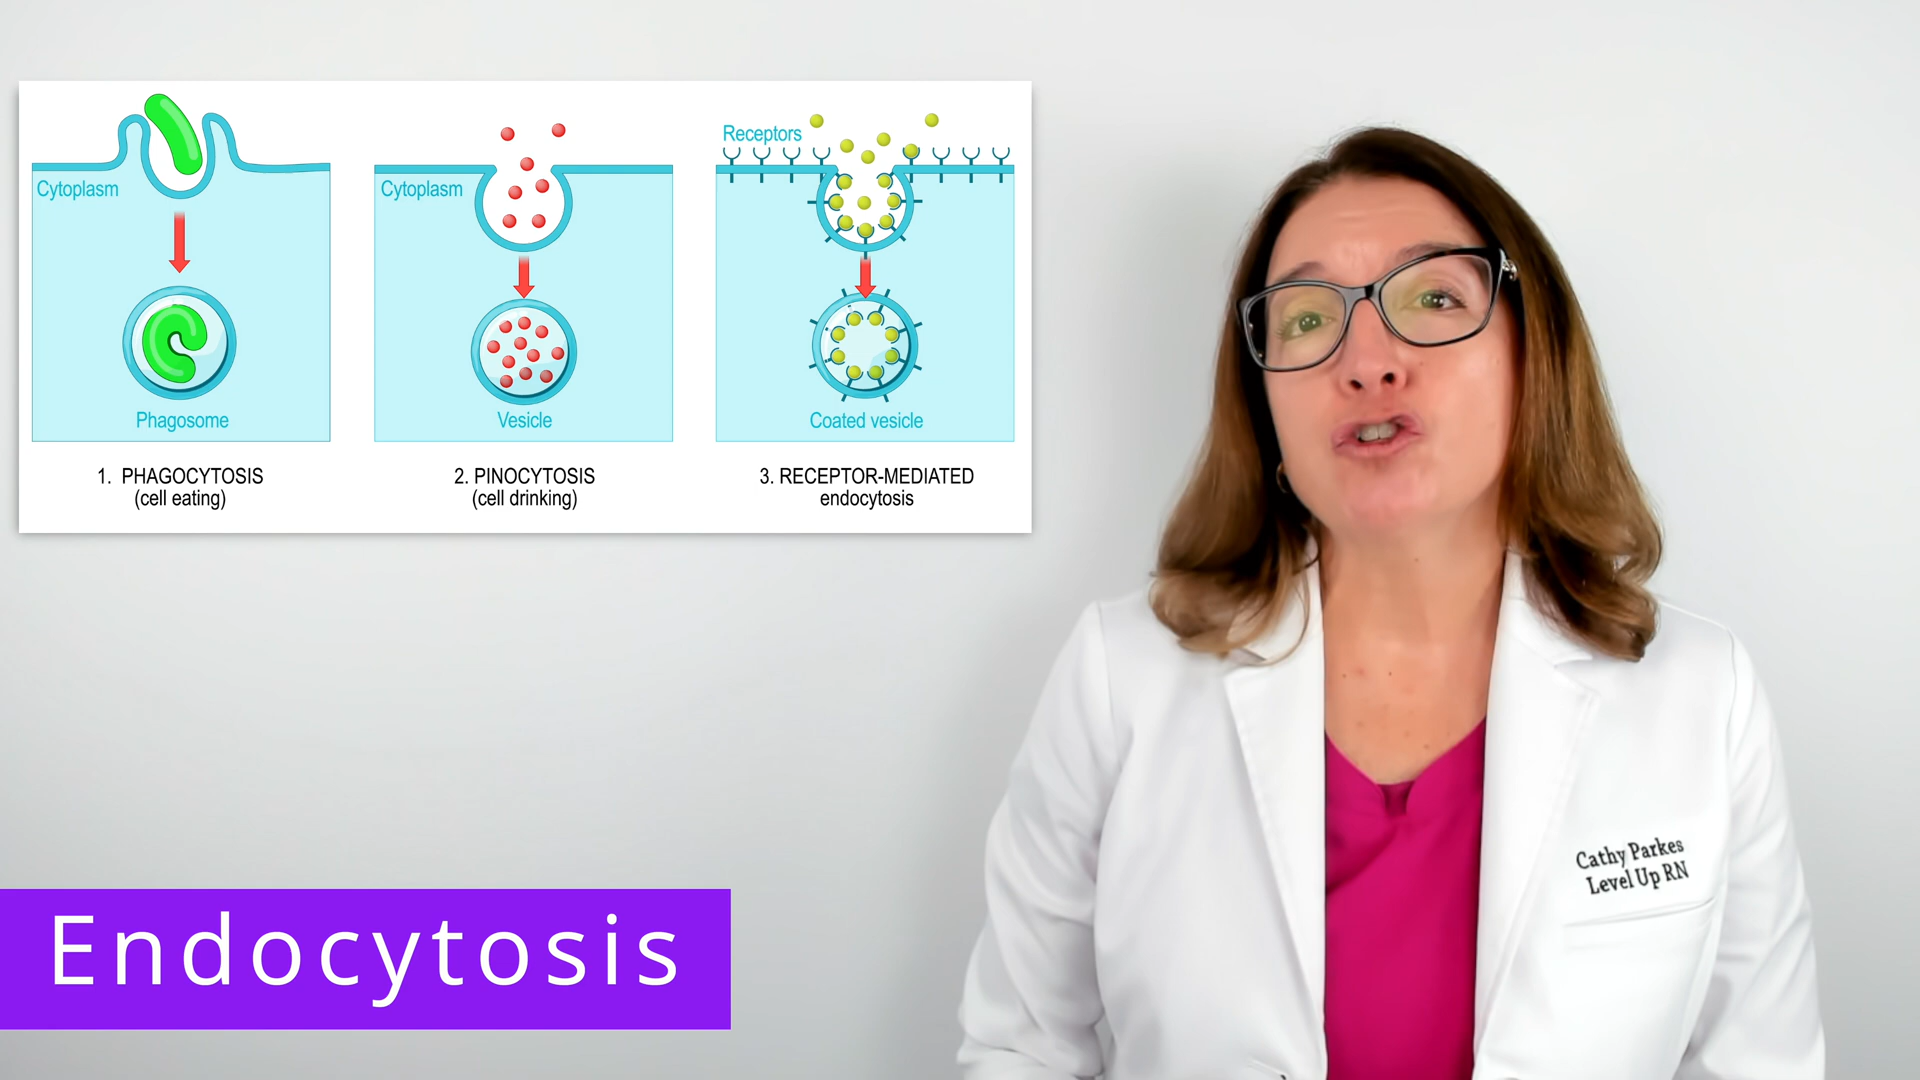 Receptors
Cytoplasm
Cytoplasm
Phagosome
Vesicle
Coated vesicle
1. PHAGOCYTOSIS
(cell eating)
2. PINOCYTOSIS
(cell drinking)
3. RECEPTOR-MEDIATED
endocytosis
Cathy Parkes
Level Up RN
Endocytosis